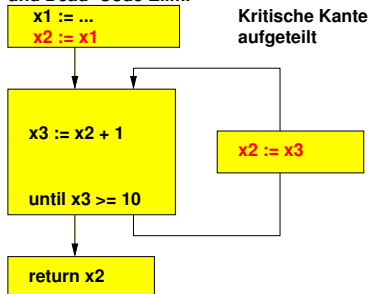 und Dead-Code Elim.
x1 := ...
x2 := x1
Kritische Kante
aufgeteilt
x3 := x2 + 1
x2 := x3
until x3 >= 10
return x2